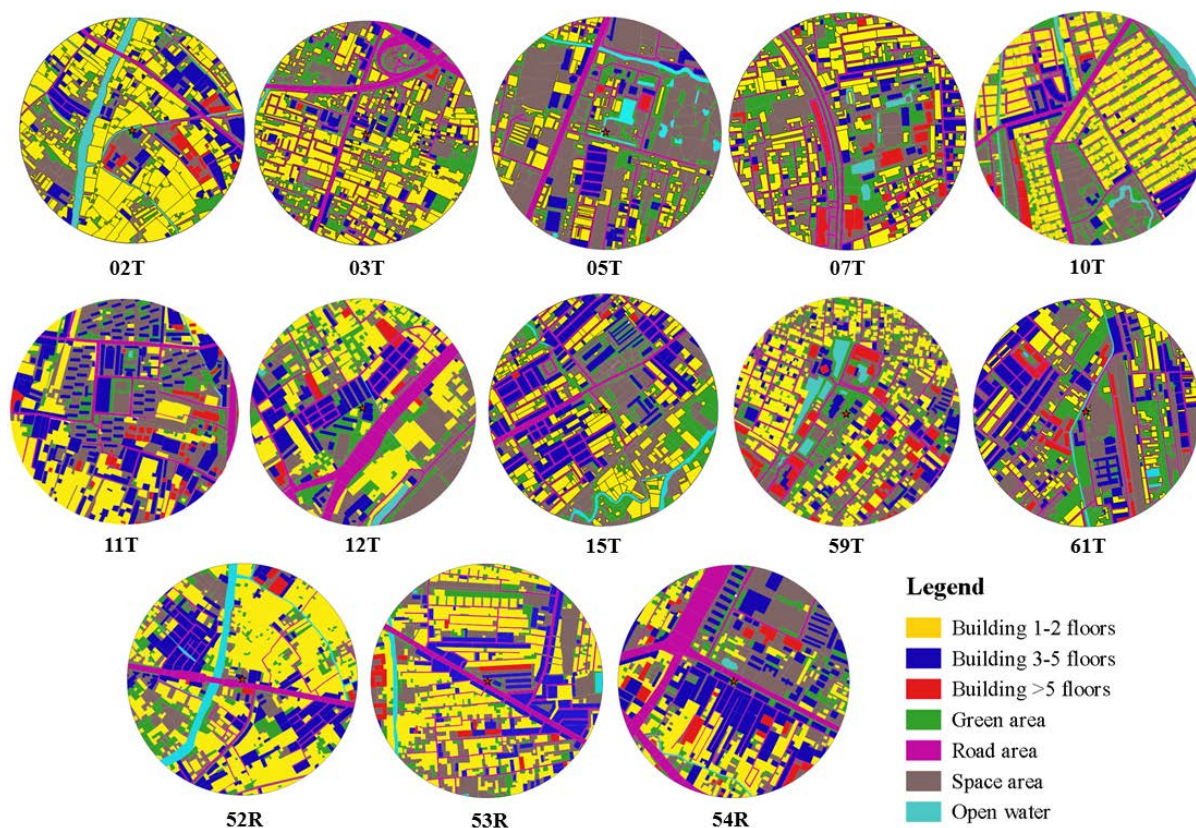 02T 03T 05T 07T 10T
11T 12T 15T 59T 61T
52R 53R 54R
Legend
Building 1-2 floors
Building 3-5 floors
Building >5 floors
Green area
Road area
Space area
Open water